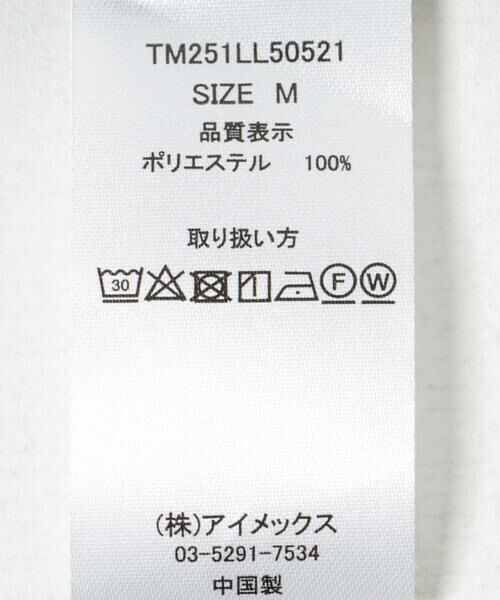 TM251LL50521
SIZE M
品質表示
ポリエステル 100%
取り扱い方
30 F W
(株)アイメックス
03-5291-7534
中国製